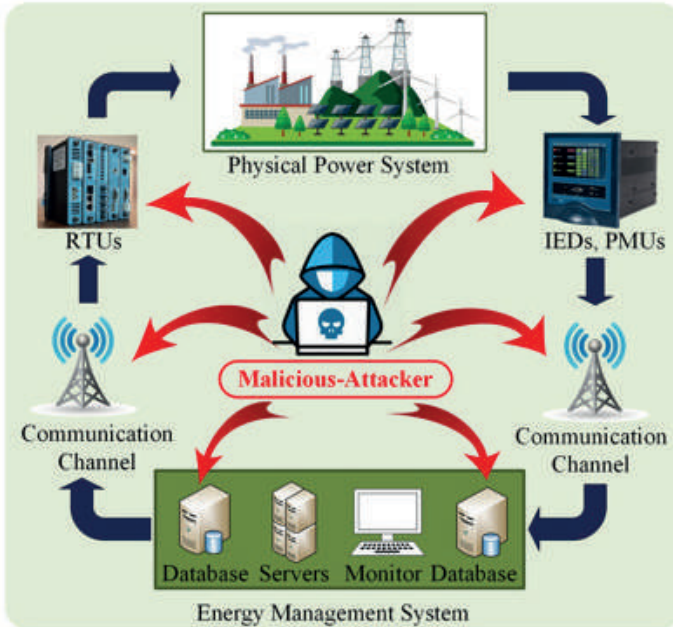 Physical Power System
RTUs
IEDs, PMUs
Malicious-Attacker
Communication
Channel
Communication
Channel
Database Servers Monitor Database
Energy Management System